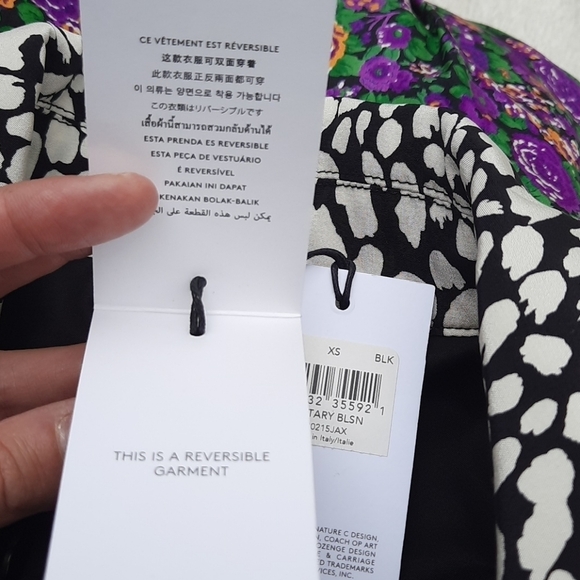 CE VÊTEMENT EST RÉVERSIBLE
这款衣服可双面穿着
此款衣服正反兩面都可穿
이 의류는 양면으로 착용 가능합니다
この衣類はリバーシブルです
เสื้อผ้านี้สามารถสวมกลับด้านได้
ESTA PRENDA ES REVERSIBLE
ESTA PEÇA DE VESTUÁRIO
É REVERSÍVEL
PAKAIAN INI DAPAT
KENAKAN BOLAK-BALIK
يمكن لبس هذه القطعة على
THIS IS A REVERSIBLE
GARMENT
XS BLK
32 35592 1
TARY BLSN
0215JAX
in: Italy/Italie
NATURE C DESIGN,
N, COACH OP ART
OZENGE DESIGN
E & CARRIAGE
ED TRADEMARKS
VICES, INC.